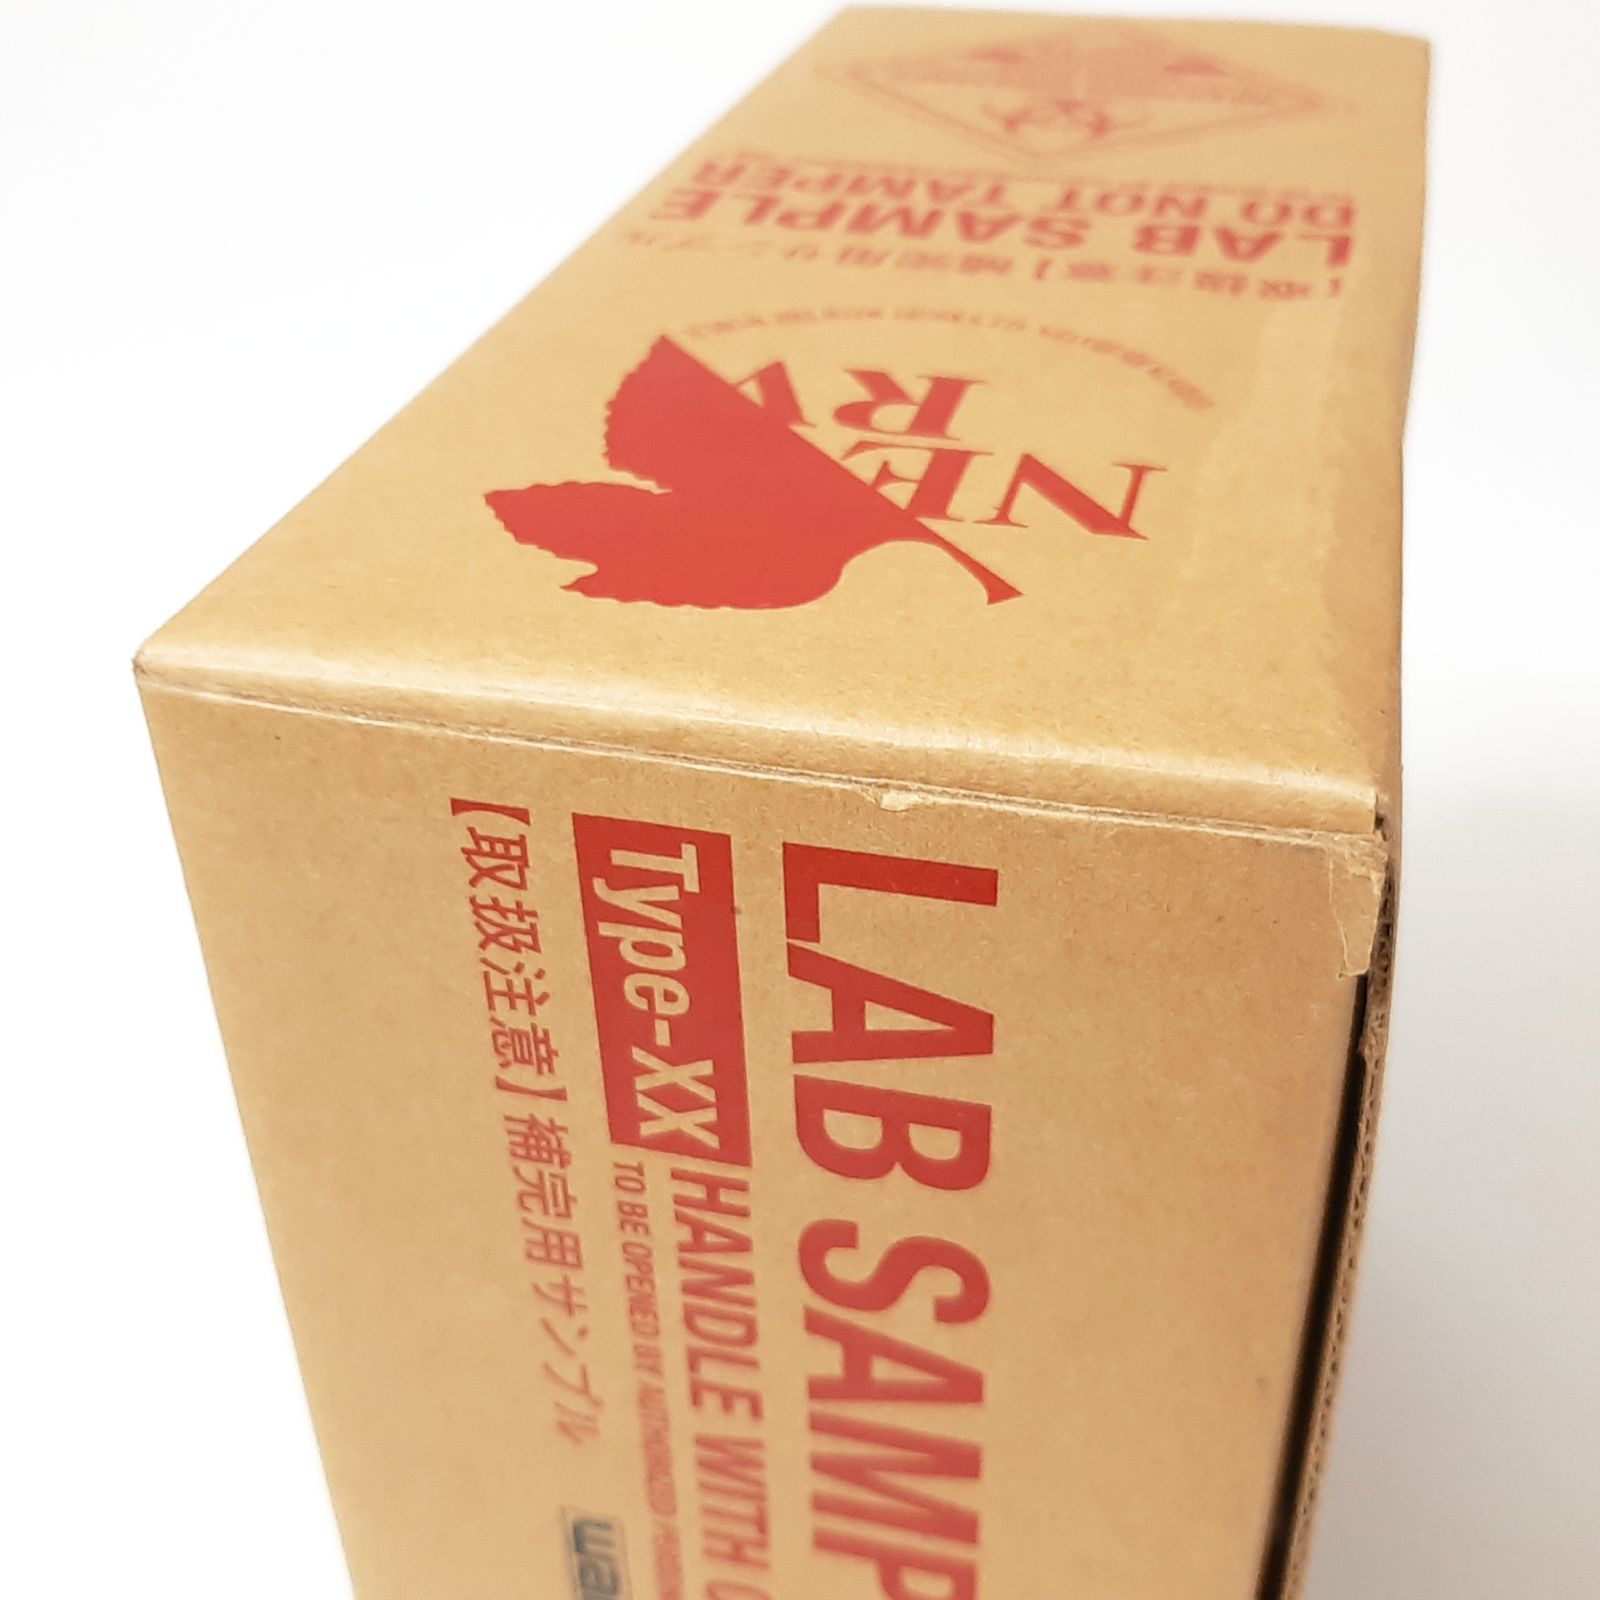 LAB SAMP
Type-XX HANDLE WITH
TO BE OPENED BY AUTHORIZED
【取扱注意】補完用サンプル
wa
NERV
【取扱注意】補完用サンプル
LAB SAMPLE
DO NOT TAMPER